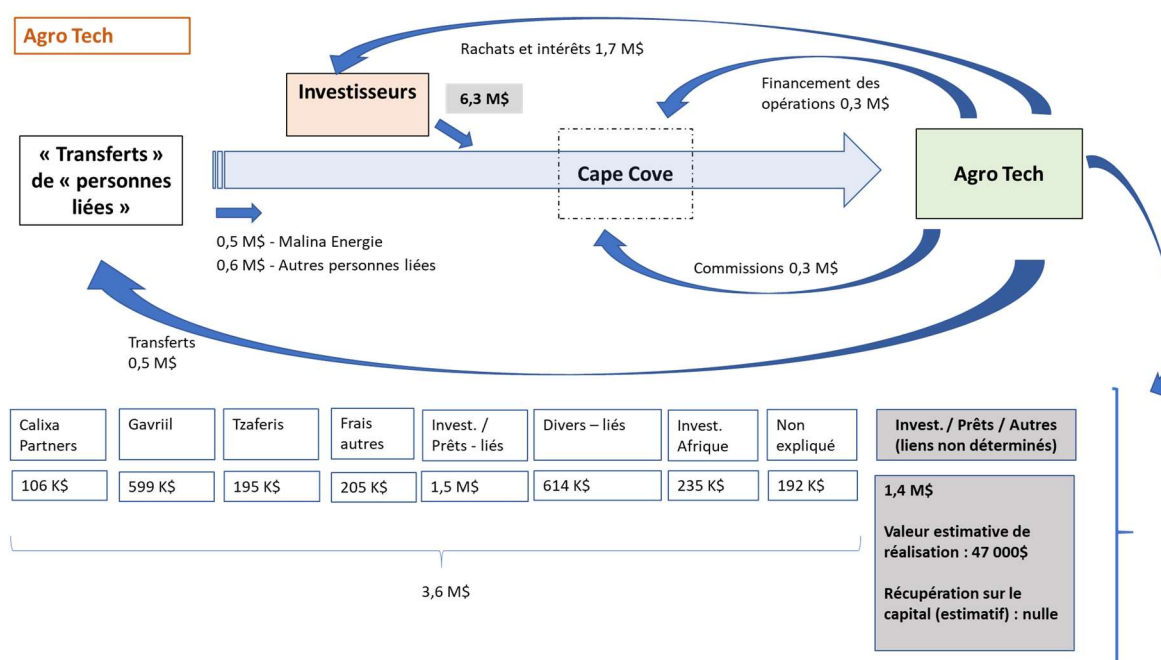 Agro Tech
Rachats et intérêts 1,7 M$
Investisseurs
6,3 M$
Financement des
opérations 0,3 M$
« Transferts »
de « personnes
liées »
Cape Cove
Agro Tech
0,5 M$ - Malina Energie
0,6 M$ - Autres personnes liées
Commissions 0,3 M$
Transferts
0,5 M$
Calixa
Partners
Gavriil
Tzaferis
Frais
autres
Invest. /
Prêts - liés
Divers – liés
Invest.
Afrique
Non
expliqué
Invest. / Prêts / Autres
(liens non déterminés)
106 K$
599 K$
195 K$
205 K$
1,5 M$
614 K$
235 K$
192 K$
1,4 M$
Valeur estimative de
réalisation : 47 000$
Récupération sur le
capital (estimatif) : nulle
3,6 M$